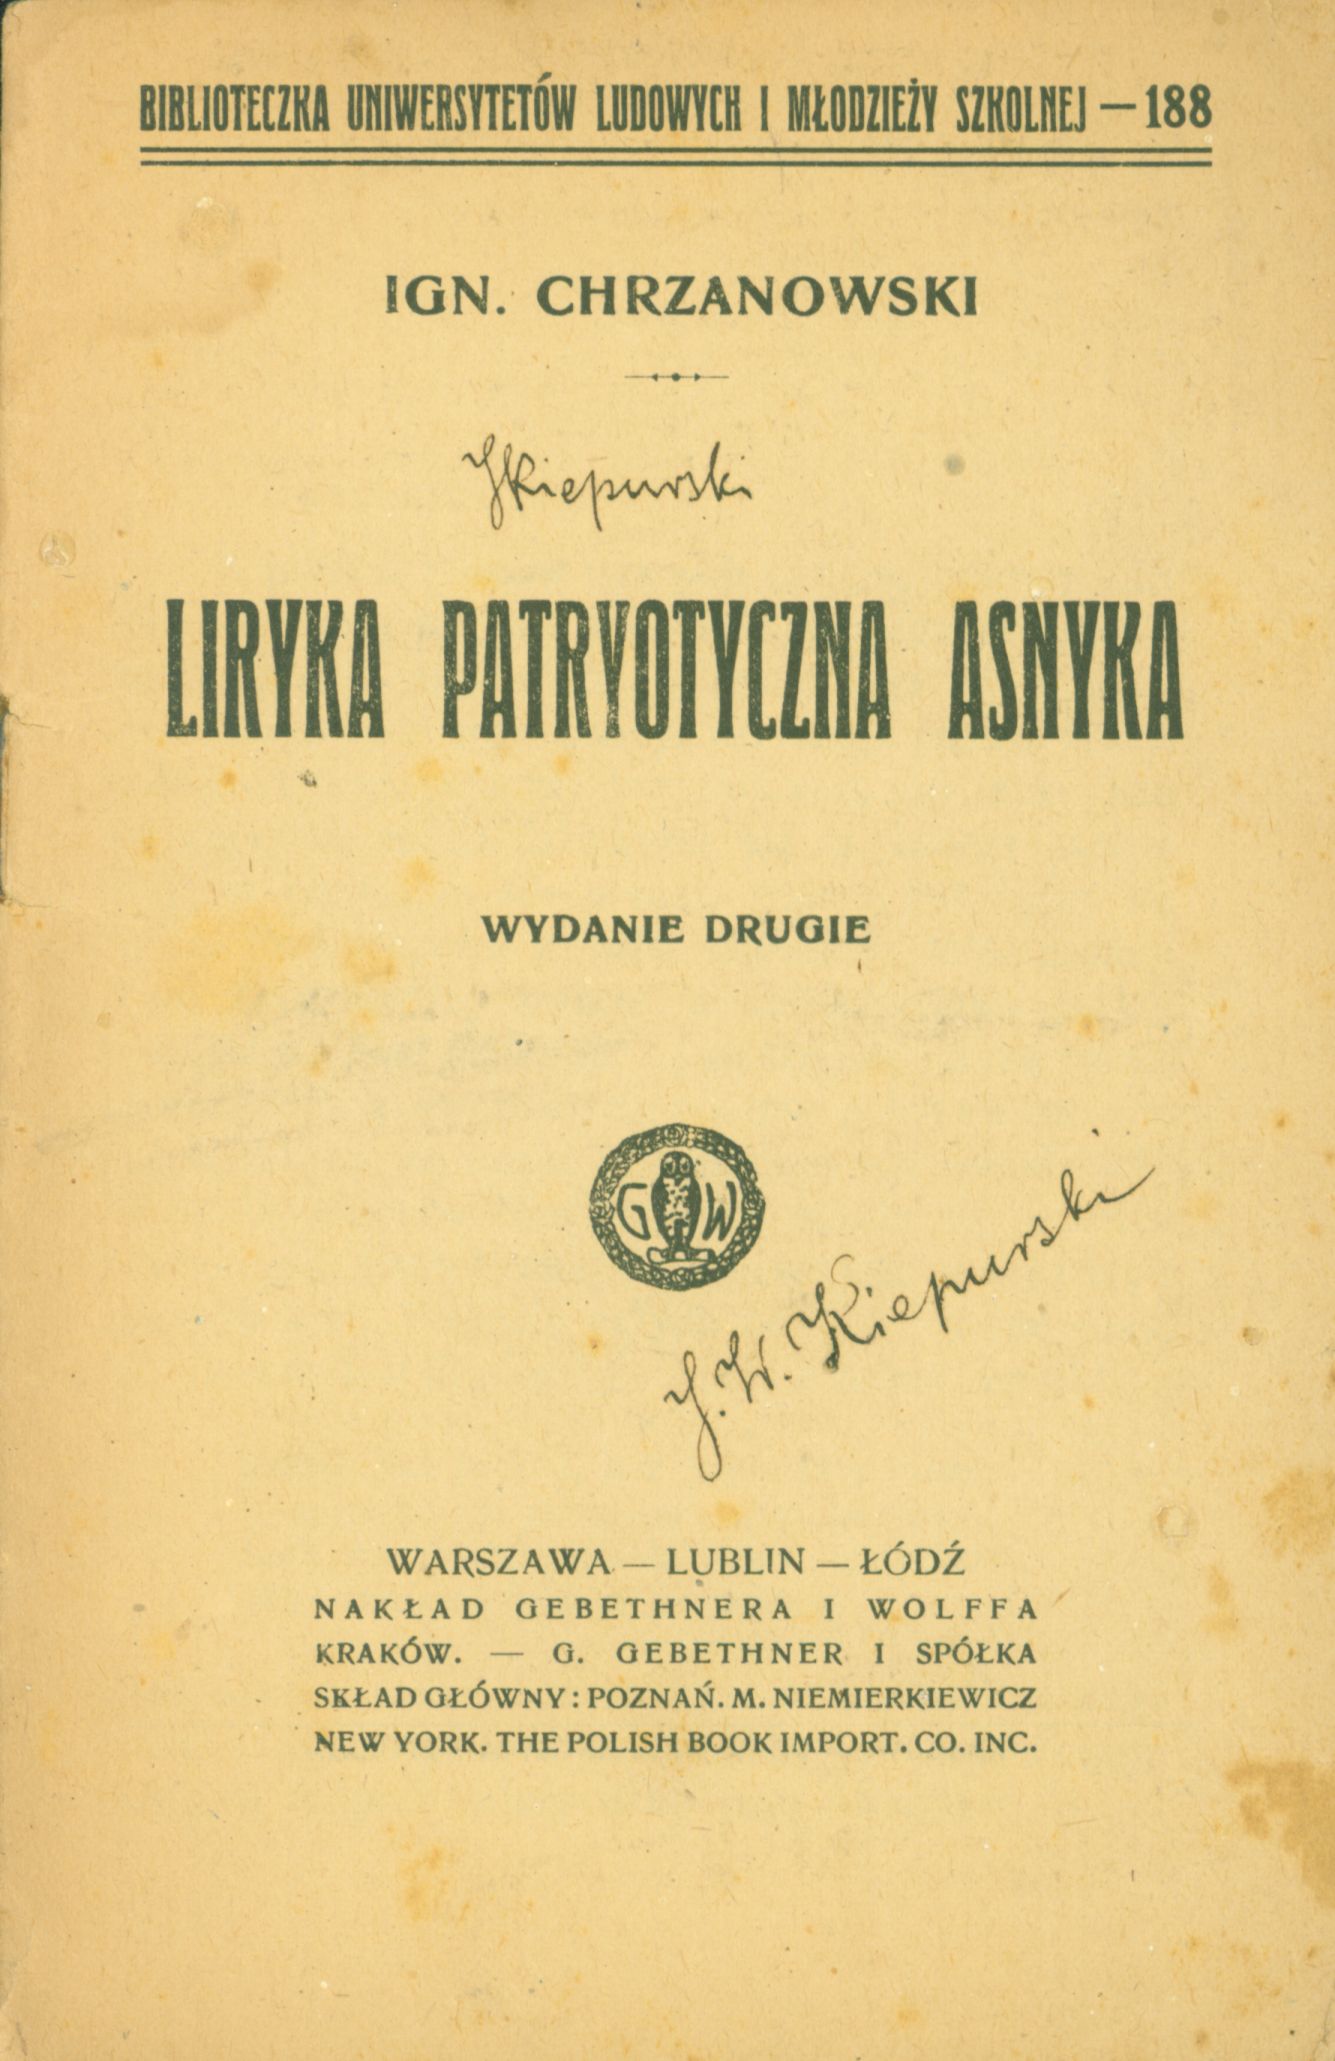 BIBLIOTECZKA UNIWERSYTETÓW LUDOWYCH I MŁODZIEŻY SZKOLNEJ — 188
IGN. CHRZANOWSKI
JKiepurski
LIRYKA PATRYOTYCZNA ASNYKA
WYDANIE DRUGIE
G W
J. W. Kiepurski
WARSZAWA — LUBLIN — ŁÓDŹ
NAKŁAD GEBETHNERA I WOLFFA
KRAKÓW. — G. GEBETHNER I SPÓŁKA
SKŁAD GŁÓWNY: POZNAŃ. M. NIEMIERKIEWICZ
NEW YORK. THE POLISH BOOK IMPORT. CO. INC.